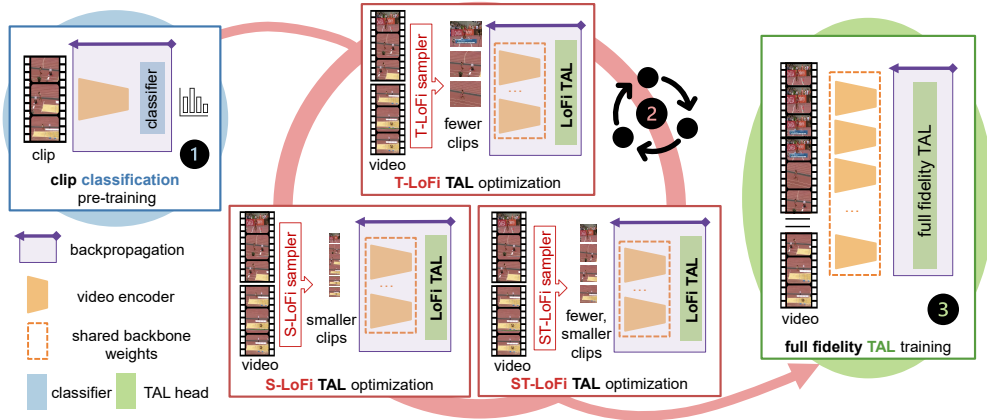 clip
classifier
1
clip classification
pre-training
T-LoFi sampler
video
fewer
clips
...
LoFi TAL
T-LoFi TAL optimization
2
S-LoFi sampler
video
smaller
clips
...
LoFi TAL
S-LoFi TAL optimization
ST-LoFi sampler
video
fewer,
smaller
clips
...
LoFi TAL
ST-LoFi TAL optimization
video
...
full fidelity TAL
3
full fidelity TAL training
backpropagation
video encoder
shared backbone
weights
classifier
TAL head